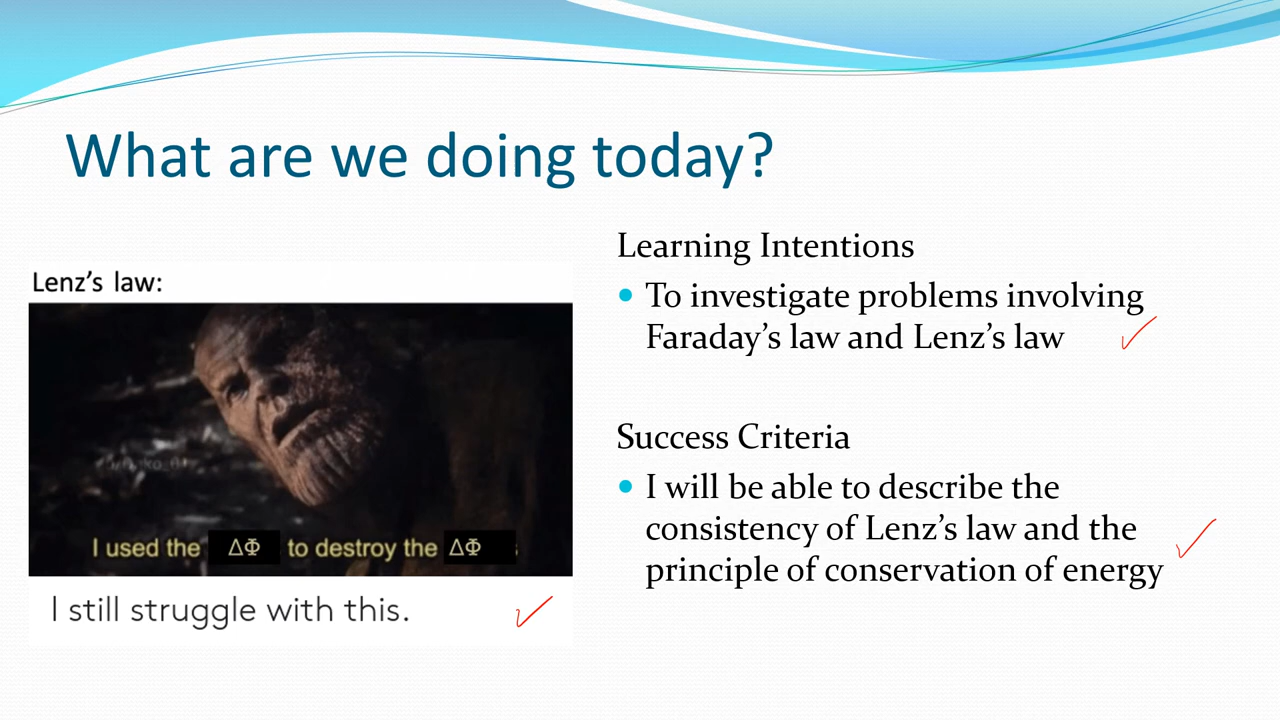 What are we doing today?
Lenz's law:
I used the ΔΦ to destroy the ΔΦ
I still struggle with this.
Learning Intentions
To investigate problems involving
Faraday's law and Lenz's law
Success Criteria
I will be able to describe the
consistency of Lenz's law and the
principle of conservation of energy